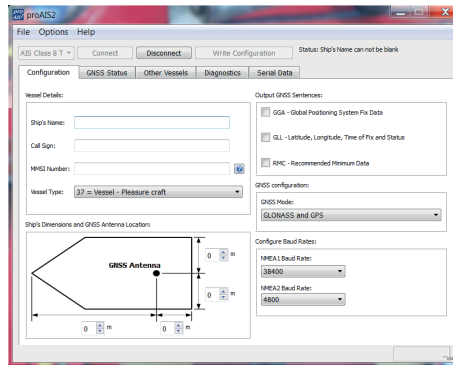 proAIS2
File Options Help
AIS Class B T
Connect
Disconnect
Write Configuration
Status: Ship's Name can not be blank
Configuration
GNSS Status
Other Vessels
Diagnostics
Serial Data
Vessel Details:
Ship's Name:
Call Sign:
MMSI Number:
?
Vessel Type:
37 = Vessel - Pleasure craft
Ship's Dimensions and GNSS Antenna Location:
GNSS Antenna
0 m
0 m
0 m
0 m
Output GNSS Sentences:
GGA - Global Positioning System Fix Data
GLL - Latitude, Longitude, Time of Fix and Status
RMC - Recommended Minimum Data
GNSS configuration:
GNSS Mode:
GLONASS and GPS
Configure Baud Rates:
NMEA1 Baud Rate:
38400
NMEA2 Baud Rate:
4800